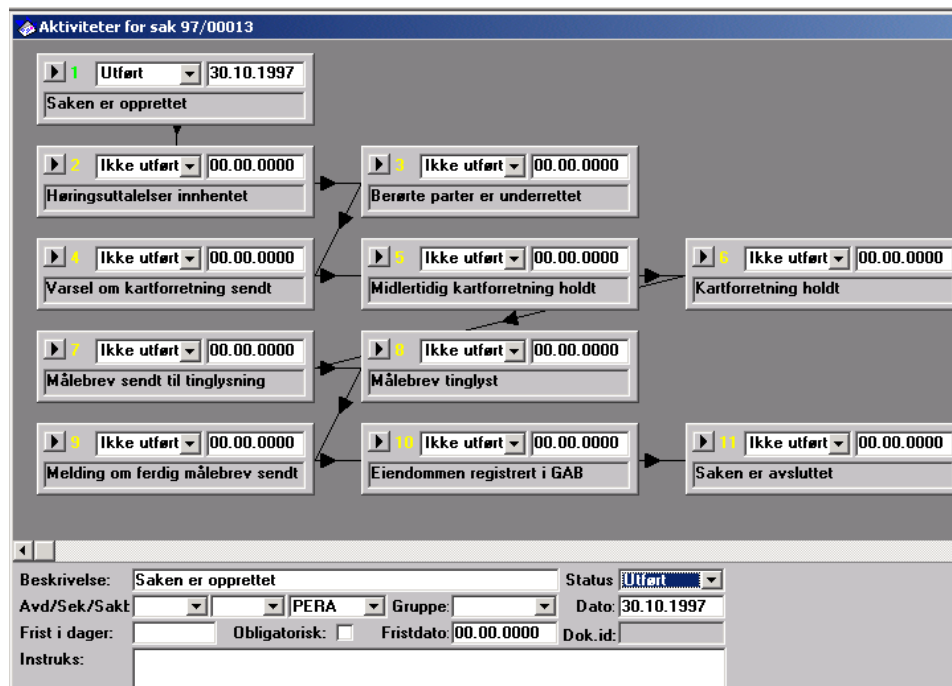 Aktiviteter for sak 97/00013
1 Utført 30.10.1997
Saken er opprettet
2 Ikke utført 00.00.0000 3 Ikke utført 00.00.0000
Høringsuttalelser innhentet Berørte parter er underrettet
4 Ikke utført 00.00.0000 5 Ikke utført 00.00.0000 6 Ikke utført 00.00.0000
Varsel om kartforretning sendt Midlertidig kartforretning holdt Kartforretning holdt
7 Ikke utført 00.00.0000 8 Ikke utført 00.00.0000
Målebrev sendt til tinglysning Målebrev tinglyst
9 Ikke utført 00.00.0000 10 Ikke utført 00.00.0000 11 Ikke utført 00.00.0000
Melding om ferdig målebrev sendt Eiendommen registrert i GAB Saken er avsluttet
Beskrivelse: Saken er opprettet Status Utført
Avd/Sek/Sakt PERA Gruppe: Dato: 30.10.1997
Frist i dager: Obligatorisk: Fristdato: 00.00.0000 Dok.id:
Instruks: